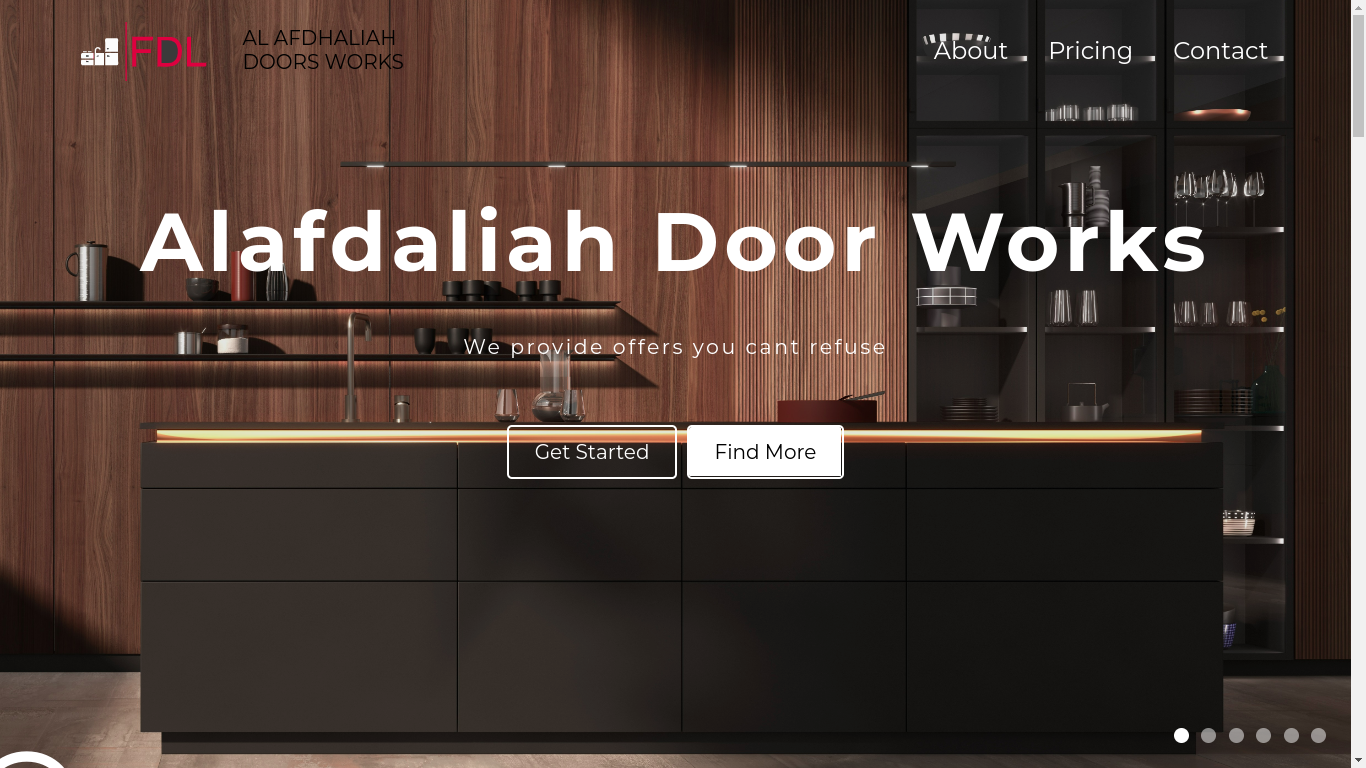 FDL
AL AFDHALIAH
DOORS WORKS
About
Pricing
Contact
Alafdaliah Door Works
We provide offers you cant refuse
Get Started
Find More